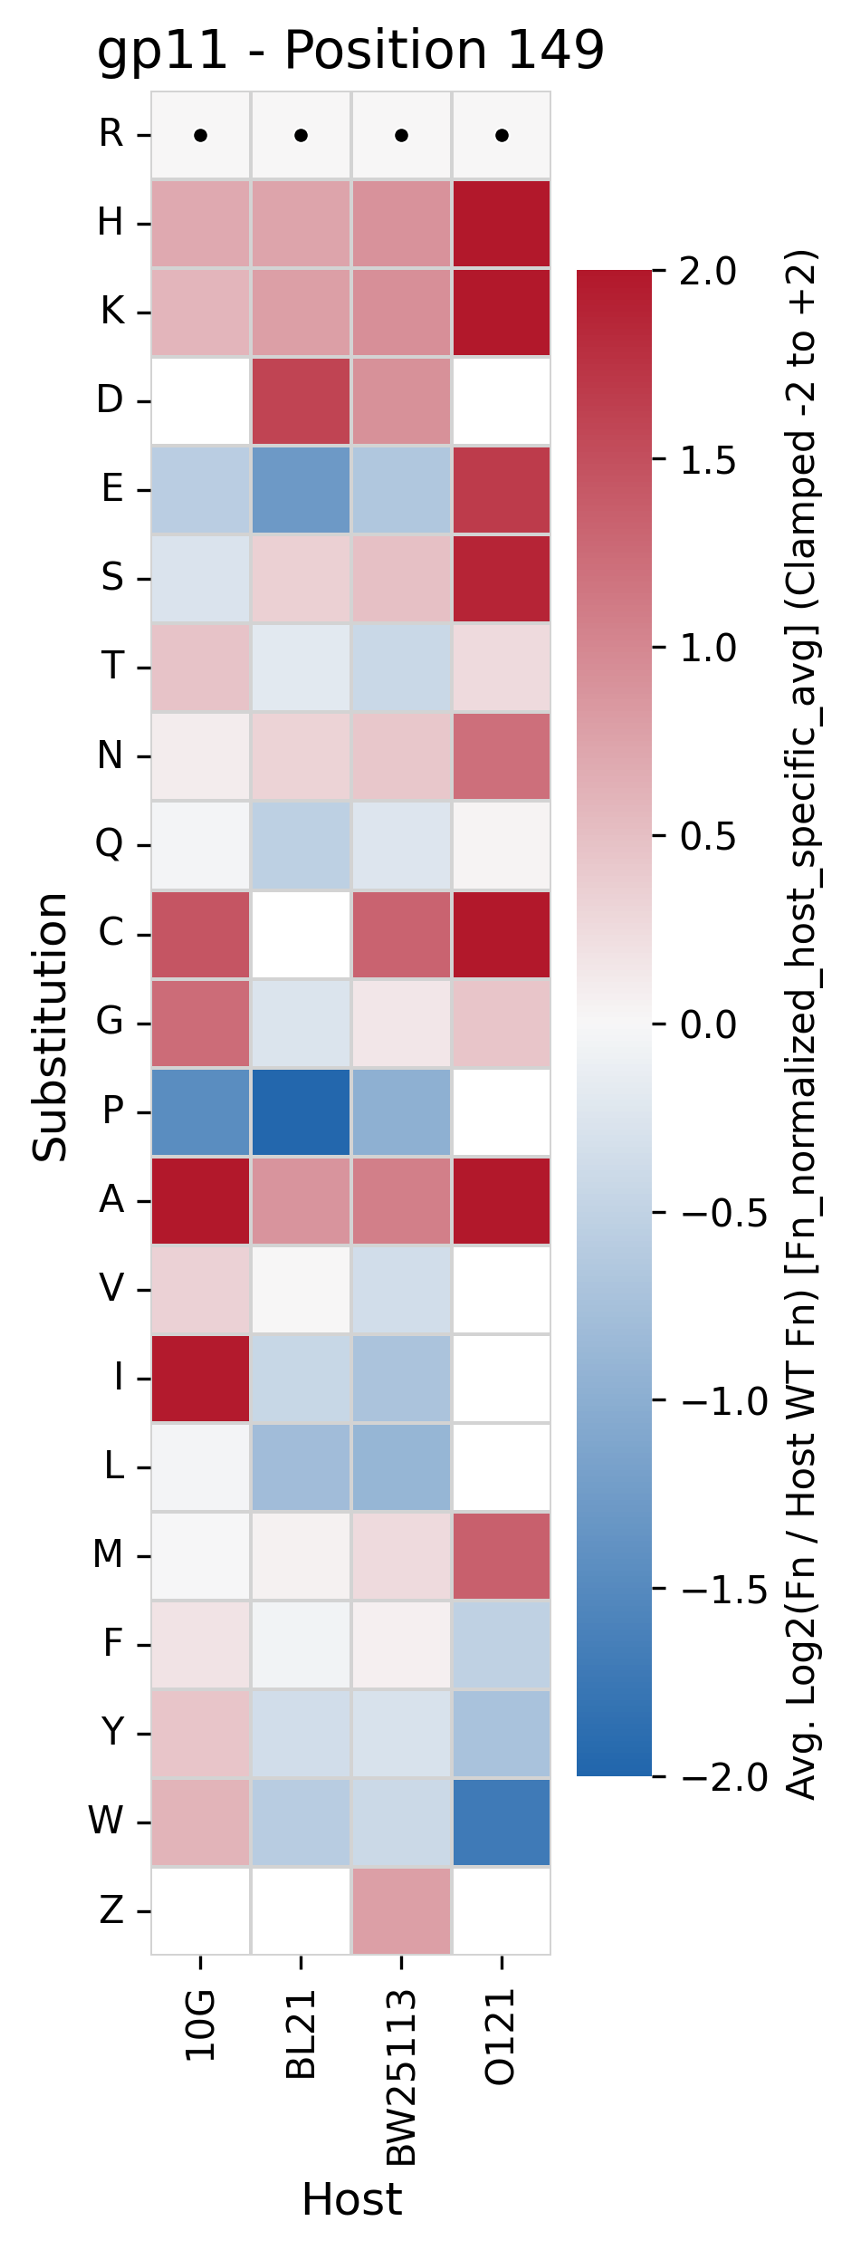 gp11 - Position 149
R
H
K
D
E
S
T
N
Q
C
G
P
A
V
I
L
M
F
Y
W
Z
Substitution
10G
BL21
BW25113
O121
Host
2.0
1.5
1.0
0.5
0.0
−0.5
−1.0
−1.5
−2.0
Avg. Log2(Fn / Host WT Fn) [Fn_normalized_host_specific_avg] (Clamped -2 to +2)